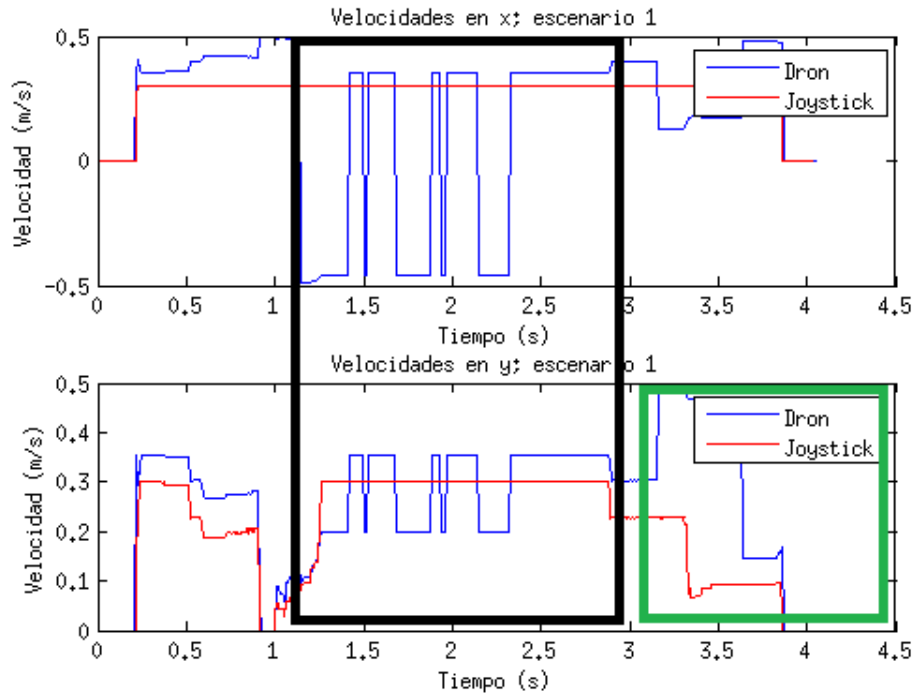 Velocidades en x; escenario 1
0.5
0
-0.5
Velocidad (m/s)
Dron
Joystick
0 0.5 1 1.5 2 2.5 3 3.5 4 4.5
Tiempo (s)
Velocidades en y; escenario 1
0.5
0.4
0.3
0.2
0.1
0
Velocidad (m/s)
Dron
Joystick
0 0.5 1 1.5 2 2.5 3 3.5 4 4.5
Tiempo (s)